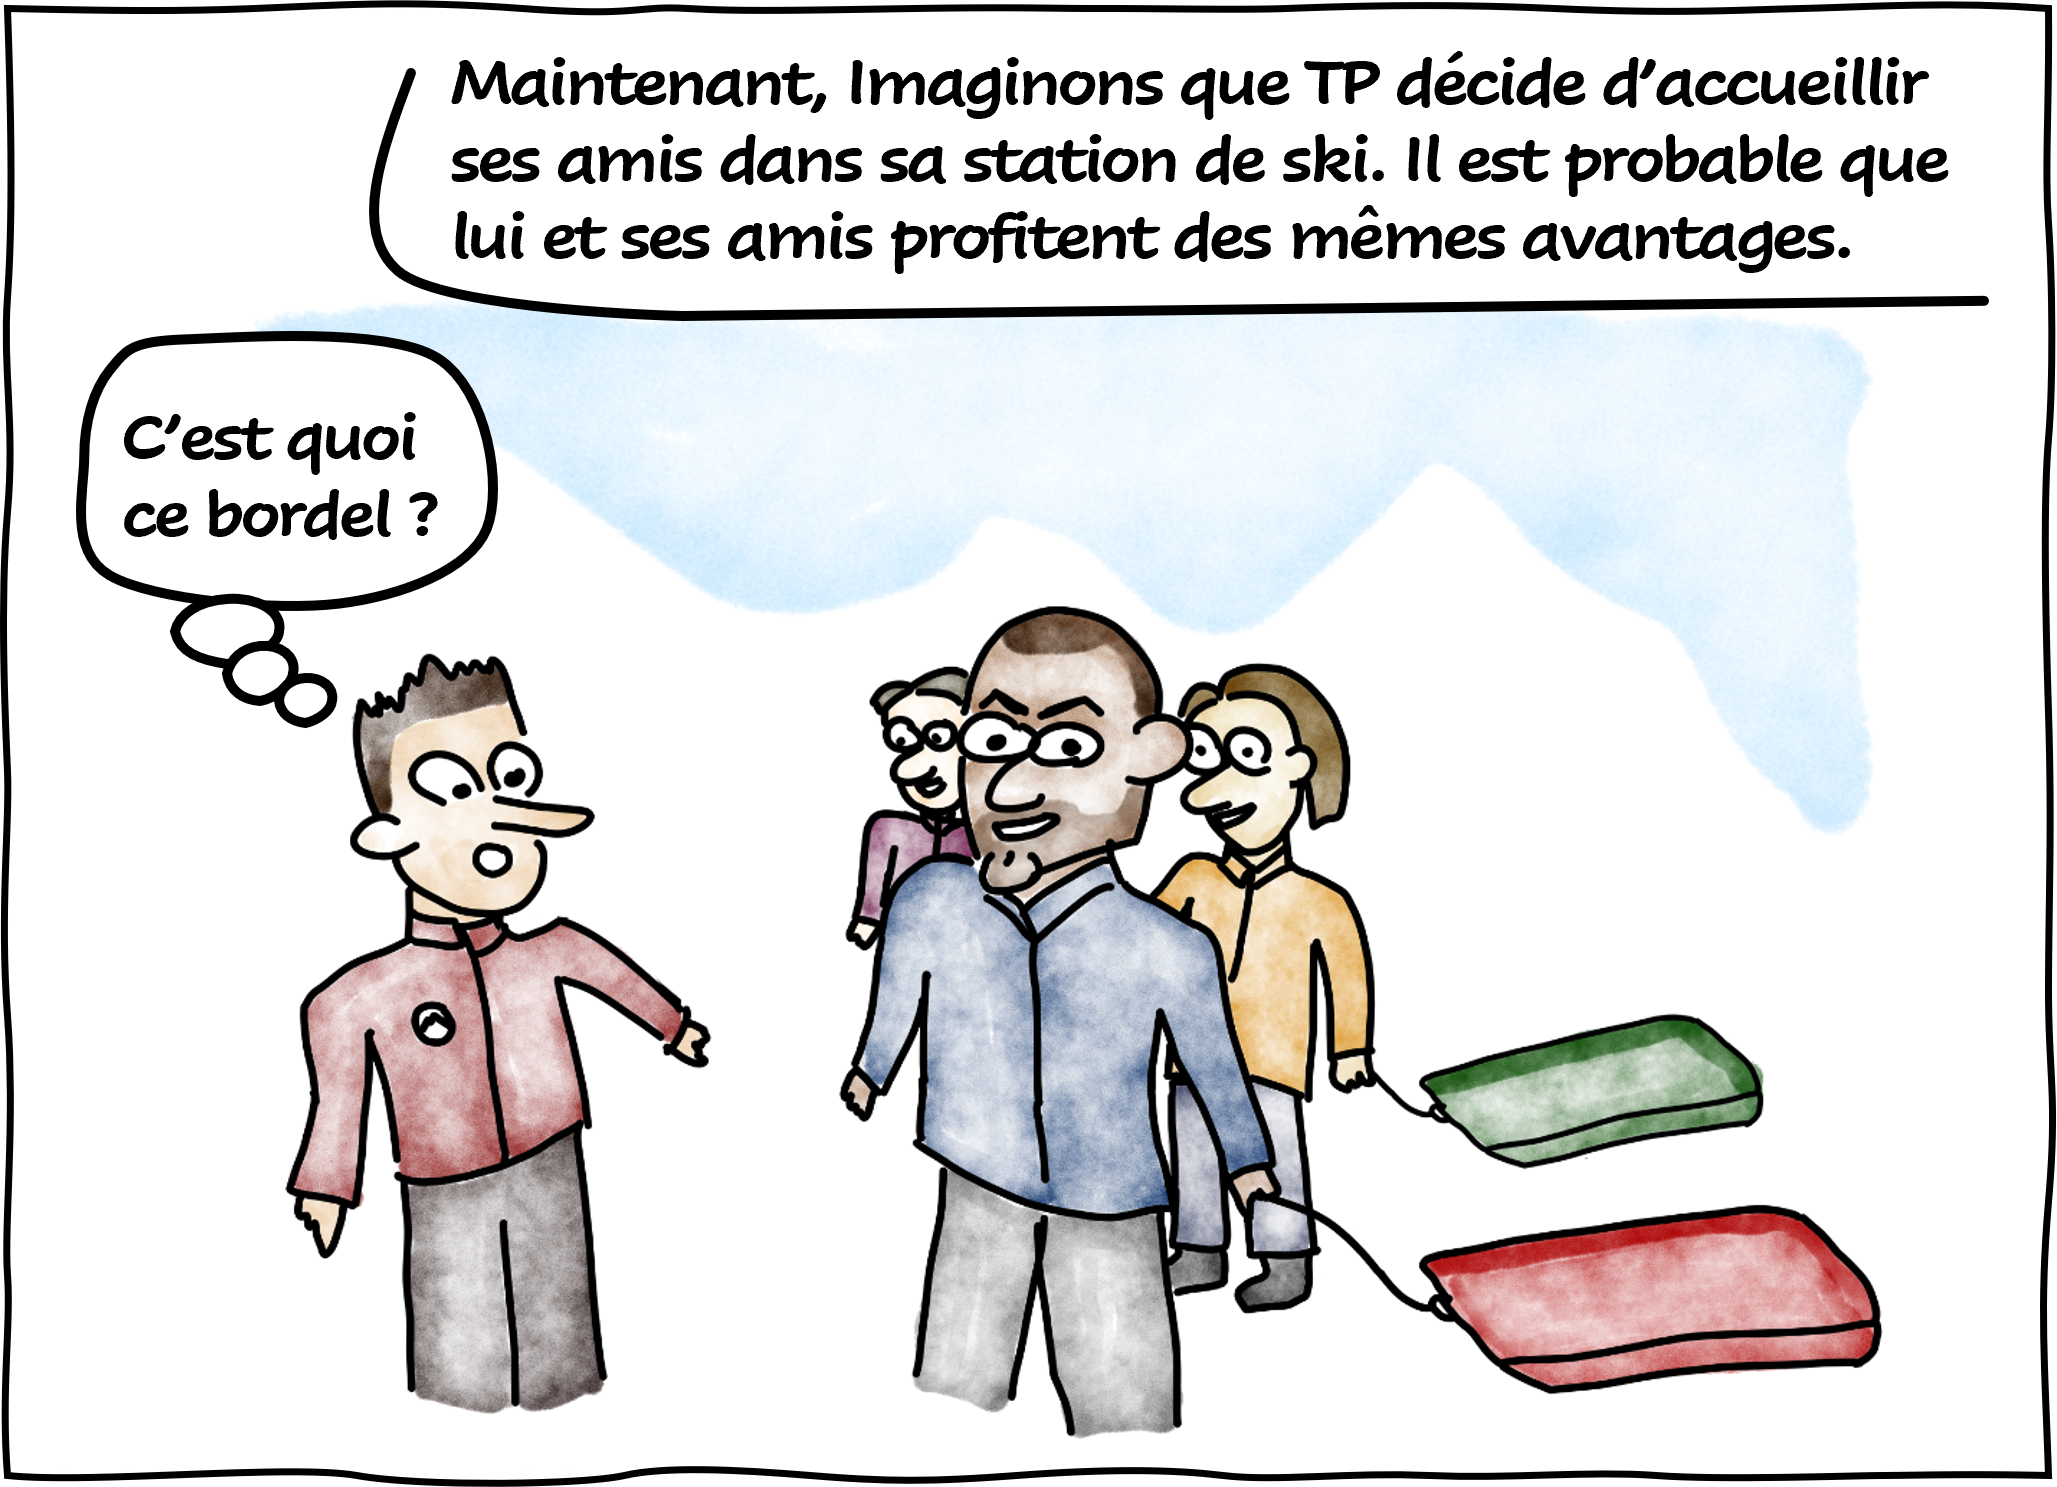 Maintenant, Imaginons que TP décide d'accueillir
ses amis dans sa station de ski. Il est probable que
lui et ses amis profitent des mêmes avantages.
C'est quoi
ce bordel ?